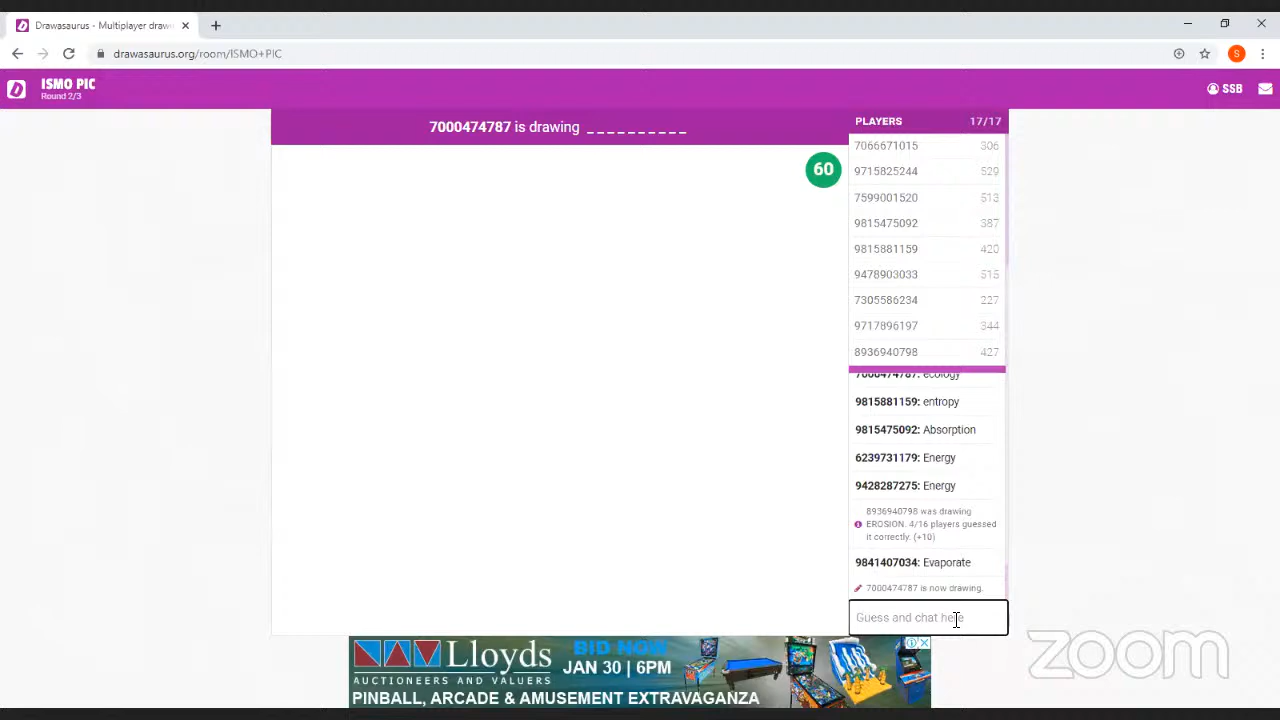 Drawasaurus - Multiplayer drawi
drawasaurus.org/room/ISMO+PIC
S
ISMO PIC
Round 2/3
SSB
7000474787 is drawing _ _ _ _ _ _ _ _ _ _
60
PLAYERS 17/17
7066671015 306
9715825244 529
7599001520 513
9815475092 387
9815881159 420
9478903033 515
7305586234 227
9717896197 344
8936940798 427
7000474787: ecology
9815881159: entropy
9815475092: Absorption
6239731179: Energy
9428287275: Energy
8936940798 was drawing
EROSION. 4/16 players guessed
it correctly. (+10)
9841407034: Evaporate
7000474787 is now drawing.
Guess and chat here
Lloyds
AUCTIONEERS AND VALUERS
BID NOW
JAN 30 | 6PM
PINBALL, ARCADE & AMUSEMENT EXTRAVAGANZA
zoom